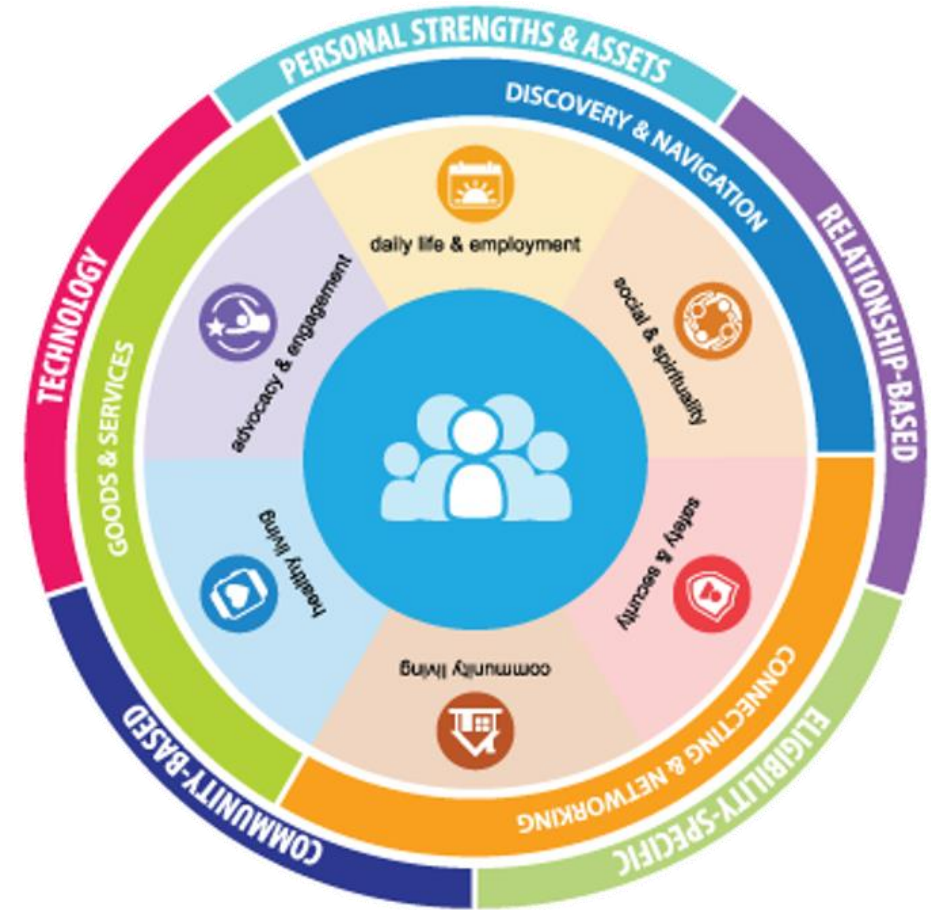 PERSONAL STRENGTHS & ASSETS
RELATIONSHIP-BASED
ELIGIBILITY-SPECIFIC
COMMUNITY-BASED
TECHNOLOGY
DISCOVERY & NAVIGATION
CONNECTING & NETWORKING
GOODS & SERVICES
daily life & employment
social & spirituality
safety & security
community living
healthy living
advocacy & engagement